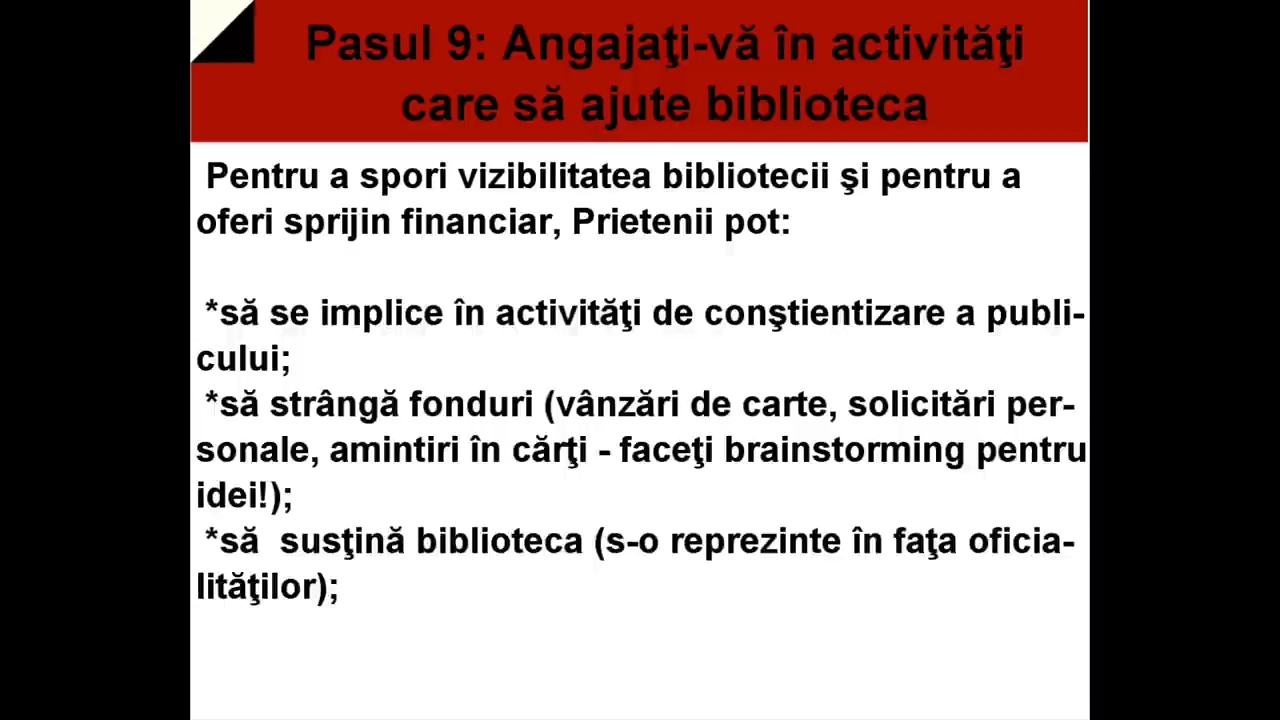 Pasul 9: Angajaţi-vă în activităţi
care să ajute biblioteca
Pentru a spori vizibilitatea bibliotecii şi pentru a
oferi sprijin financiar, Prietenii pot:
*să se implice în activităţi de conştientizare a publi-
cului;
*să strângă fonduri (vânzări de carte, solicitări per-
sonale, amintiri în cărţi - faceţi brainstorming pentru
idei!);
*să  susţină biblioteca (s-o reprezinte în faţa oficia-
lităţilor);